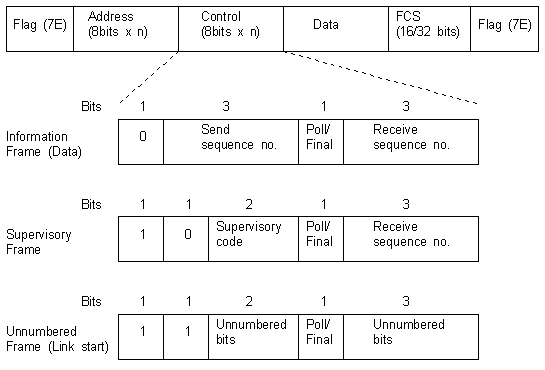 Flag (7E) Address (8bits x n) Control (8bits x n) Data FCS (16/32 bits) Flag (7E)
Bits 1 3 1 3
Information Frame (Data) 0 Send sequence no. Poll/ Final Receive sequence no.
Bits 1 1 2 1 3
Supervisory Frame 1 0 Supervisory code Poll/ Final Receive sequence no.
Bits 1 1 2 1 3
Unnumbered Frame (Link start) 1 1 Unnumbered bits Poll/ Final Unnumbered bits